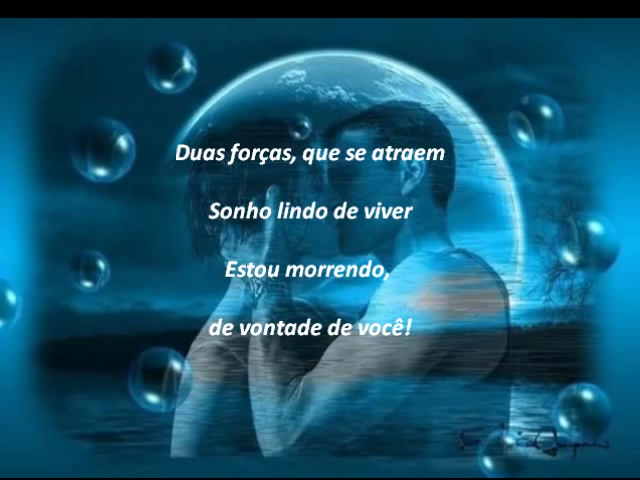 Duas forças, que se atraem
Sonho lindo de viver
Estou morrendo,
de vontade de você!